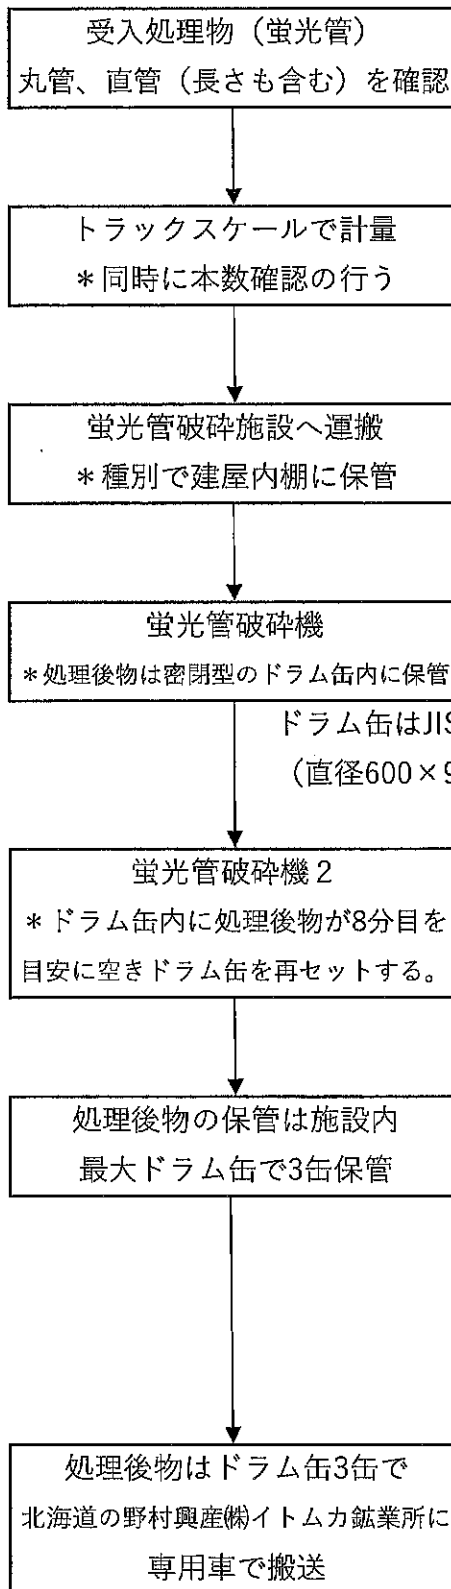 受入処理物（蛍光管）
丸管、直管（長さも含む）を確認
トラックスケールで計量
＊同時に本数確認の行う
蛍光管破砕施設へ運搬
＊種別で建屋内棚に保管
蛍光管破砕機
＊処理後物は密閉型のドラム缶内に保管
ドラム缶はJIS
（直径600×9
蛍光管破砕機２
＊ドラム缶内に処理後物が8分目を
目安に空きドラム缶を再セットする。
処理後物の保管は施設内
最大ドラム缶で3缶保管
処理後物はドラム缶3缶で
北海道の野村興産㈱イトムカ鉱業所に
専用車で搬送